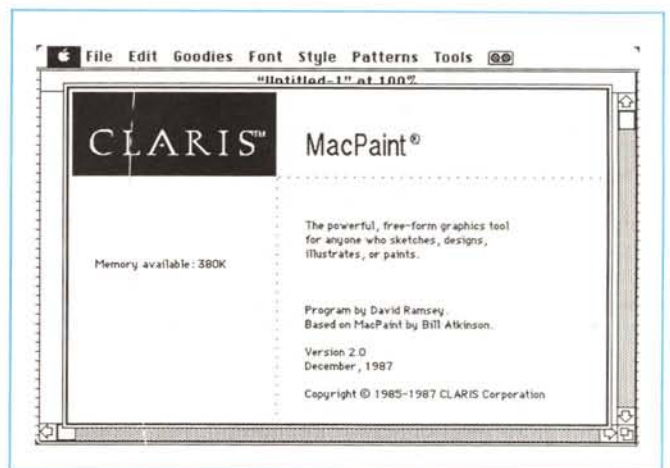 File Edit Goodies Font Style Patterns Tools
"Untitled-1" at 100%
CLARIS™
MacPaint®
The powerful, free-form graphics tool
for anyone who sketches, designs,
illustrates, or paints.
Memory available: 380K
Program by David Ramsey.
Based on MacPaint by Bill Atkinson.
Version 2.0
December, 1987
Copyright © 1985-1987 CLARIS Corporation